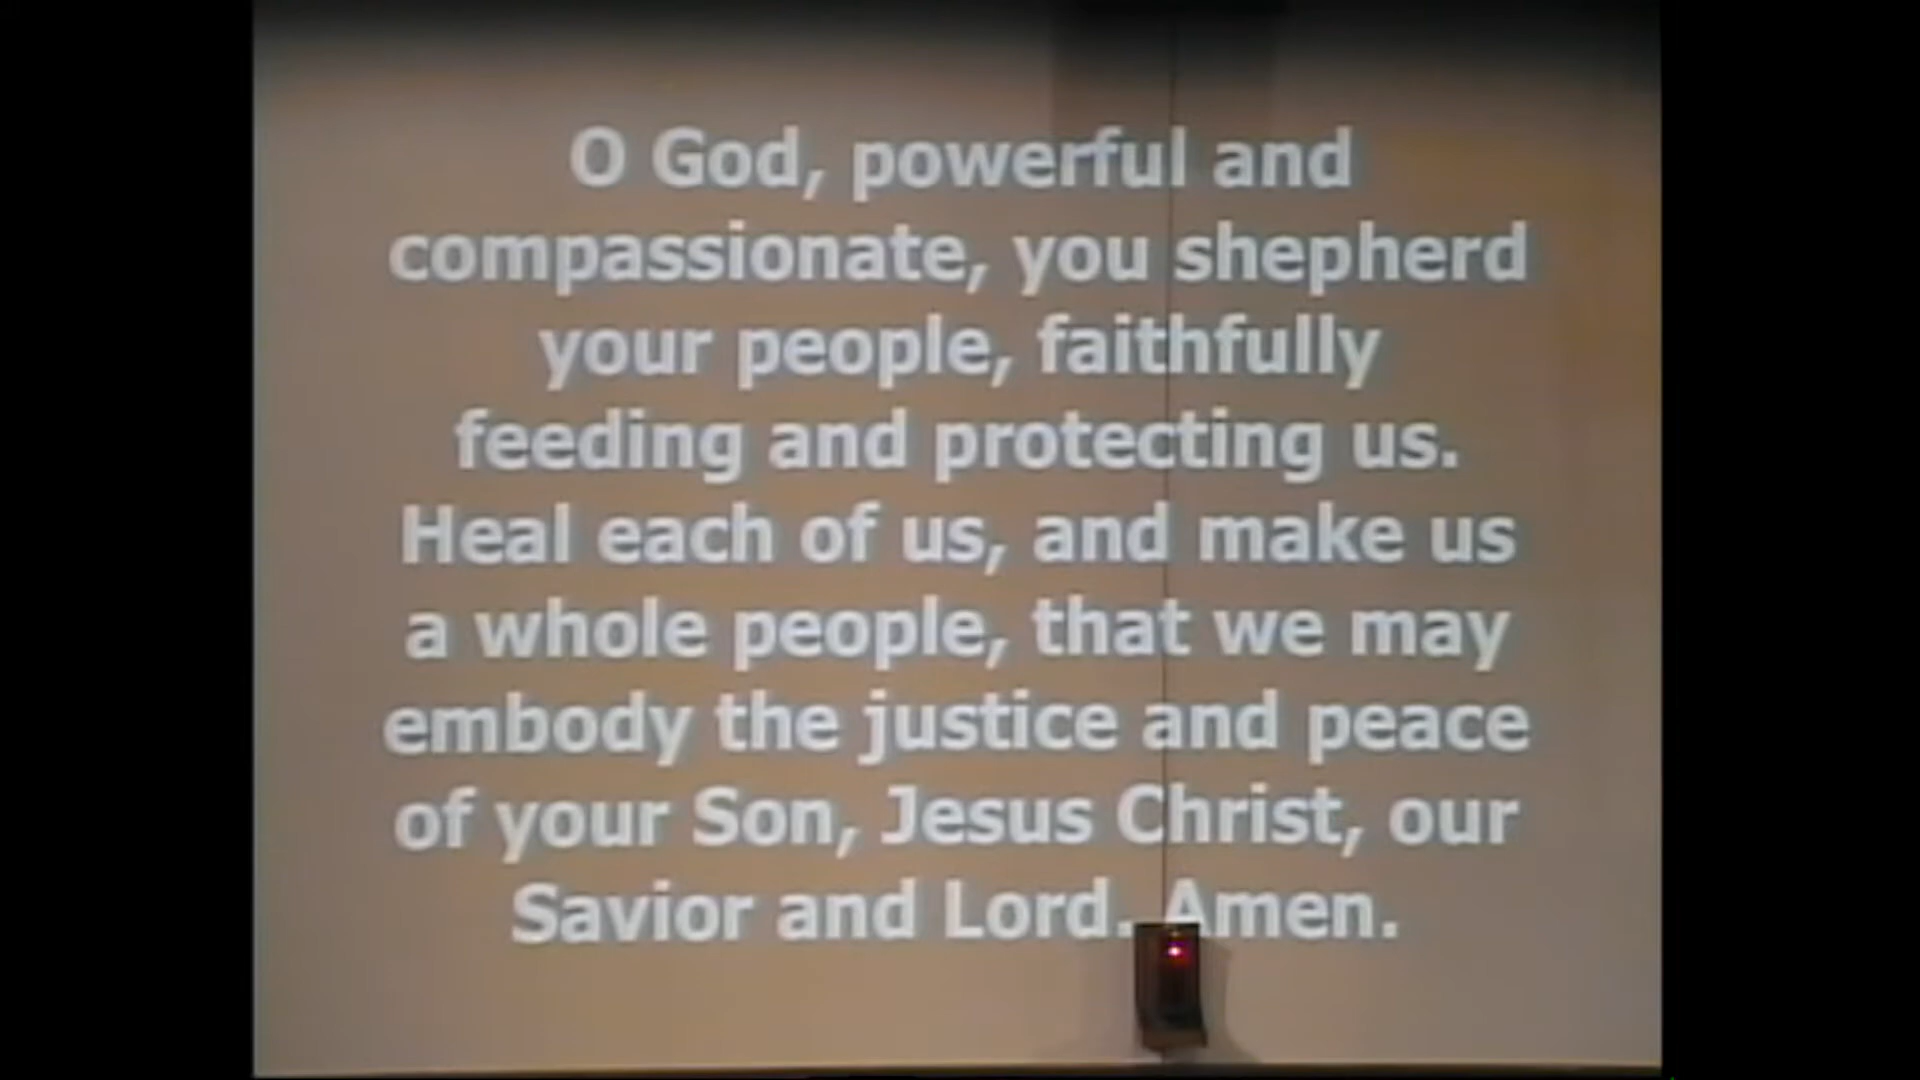 O God, powerful and
compassionate, you shepherd
your people, faithfully
feeding and protecting us.
Heal each of us, and make us
a whole people, that we may
embody the justice and peace
of your Son, Jesus Christ, our
Savior and Lord. Amen.